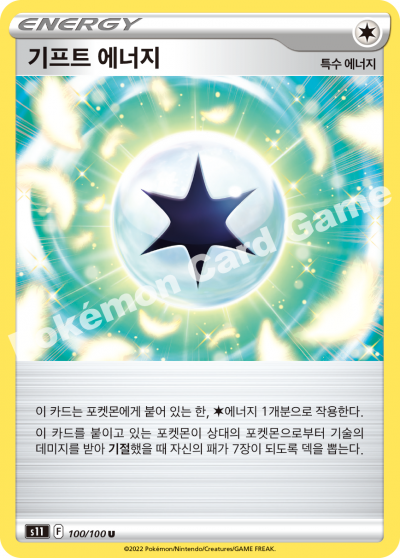 ENERGY
기프트 에너지
특수 에너지
Pokémon Card Game
이 카드는 포켓몬에게 붙어 있는 한, 에너지 1개분으로 작용한다.
이 카드를 붙이고 있는 포켓몬이 상대의 포켓몬으로부터 기술의
데미지를 받아 기절했을 때 자신의 패가 7장이 되도록 덱을 뽑는다.
s11 F 100/100 U
©2022 Pokémon/Nintendo/Creatures/GAME FREAK.